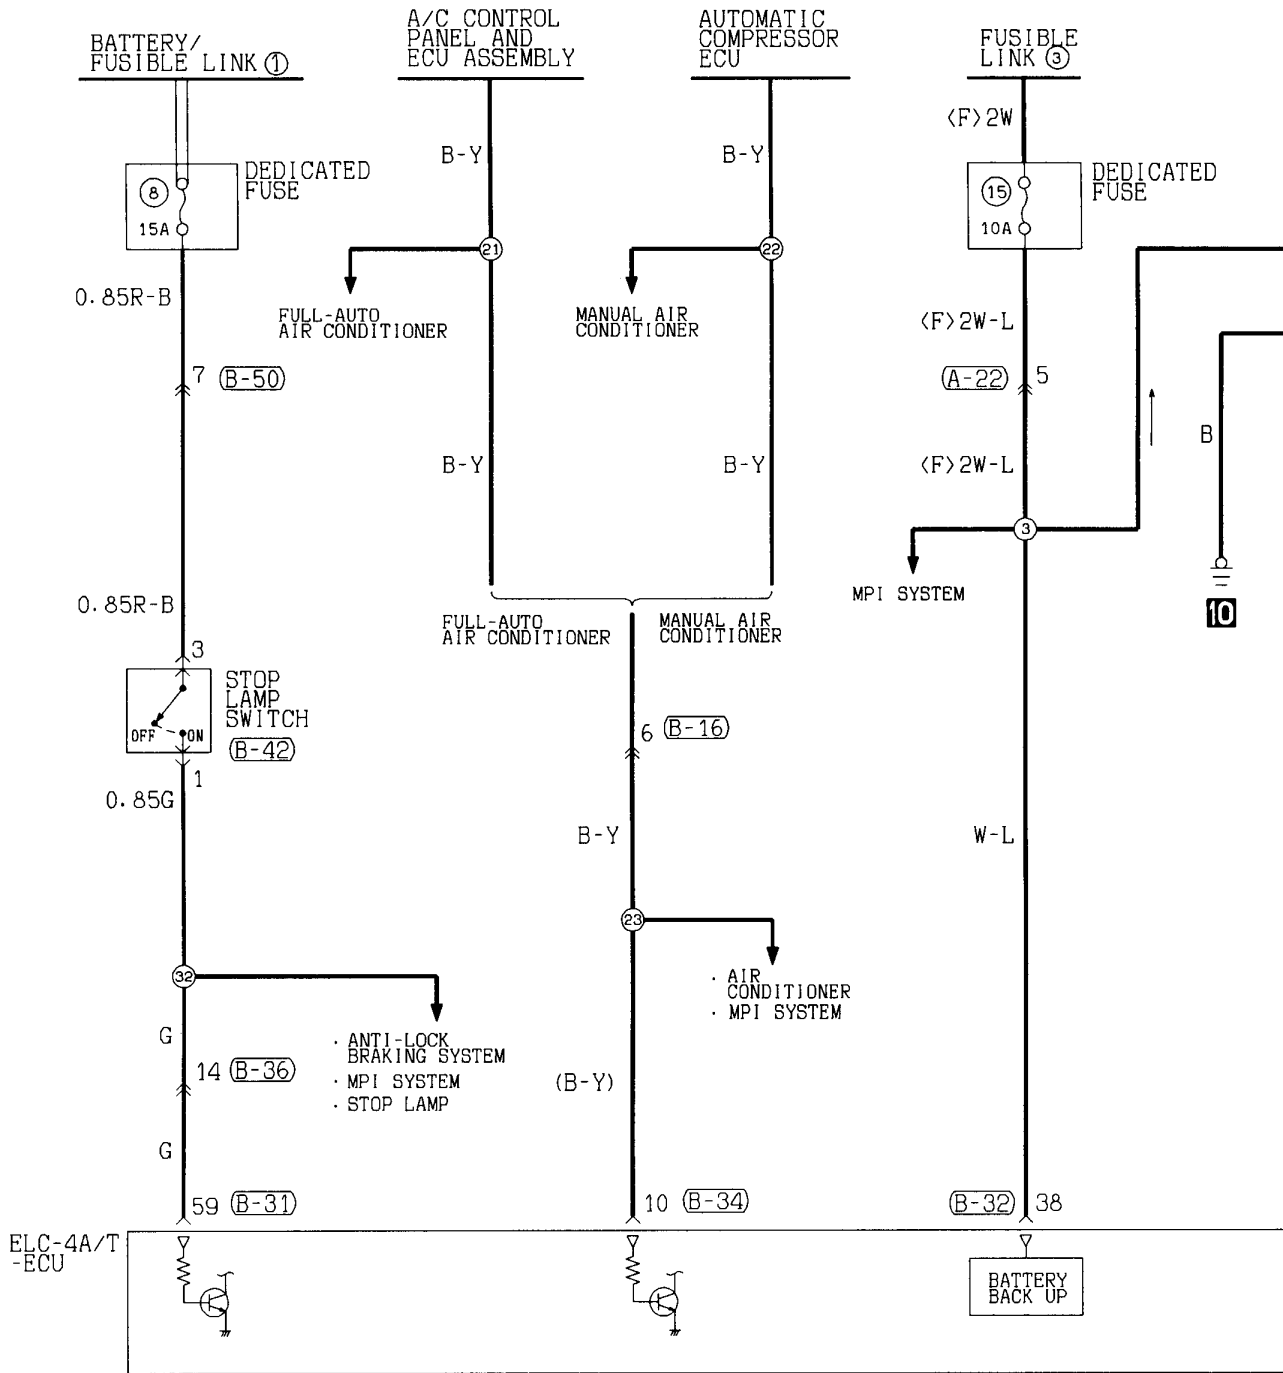 BATTERY/
FUSIBLE LINK ①
A/C CONTROL
PANEL AND
ECU ASSEMBLY
AUTOMATIC
COMPRESSOR
ECU
FUSIBLE
LINK ③
<F>2W
B-Y
B-Y
DEDICATED
FUSE
8
15A
DEDICATED
FUSE
15
10A
21
22
0.85R-B
FULL-AUTO
AIR CONDITIONER
MANUAL AIR
CONDITIONER
<F>2W-L
7 (B-50)
(A-22) 5
B
B-Y
B-Y
<F>2W-L
3
MPI SYSTEM
10
0.85R-B
FULL-AUTO
AIR CONDITIONER
MANUAL AIR
CONDITIONER
3
STOP
LAMP
SWITCH
OFF ON
(B-42)
6 (B-16)
1
0.85G
B-Y
W-L
23
32
· AIR
CONDITIONER
· MPI SYSTEM
G
· ANTI-LOCK
BRAKING SYSTEM
· MPI SYSTEM
· STOP LAMP
14 (B-36)
(B-Y)
G
59 (B-31)
10 (B-34)
(B-32) 38
ELC-4A/T
-ECU
BATTERY
BACK UP